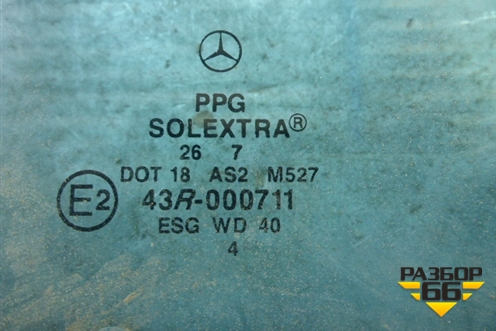 PPG
SOLEXTRA®
26 7
DOT 18 AS2 M527
E2 43R-000711
ESG WD 40
4
РАЗБОР
66